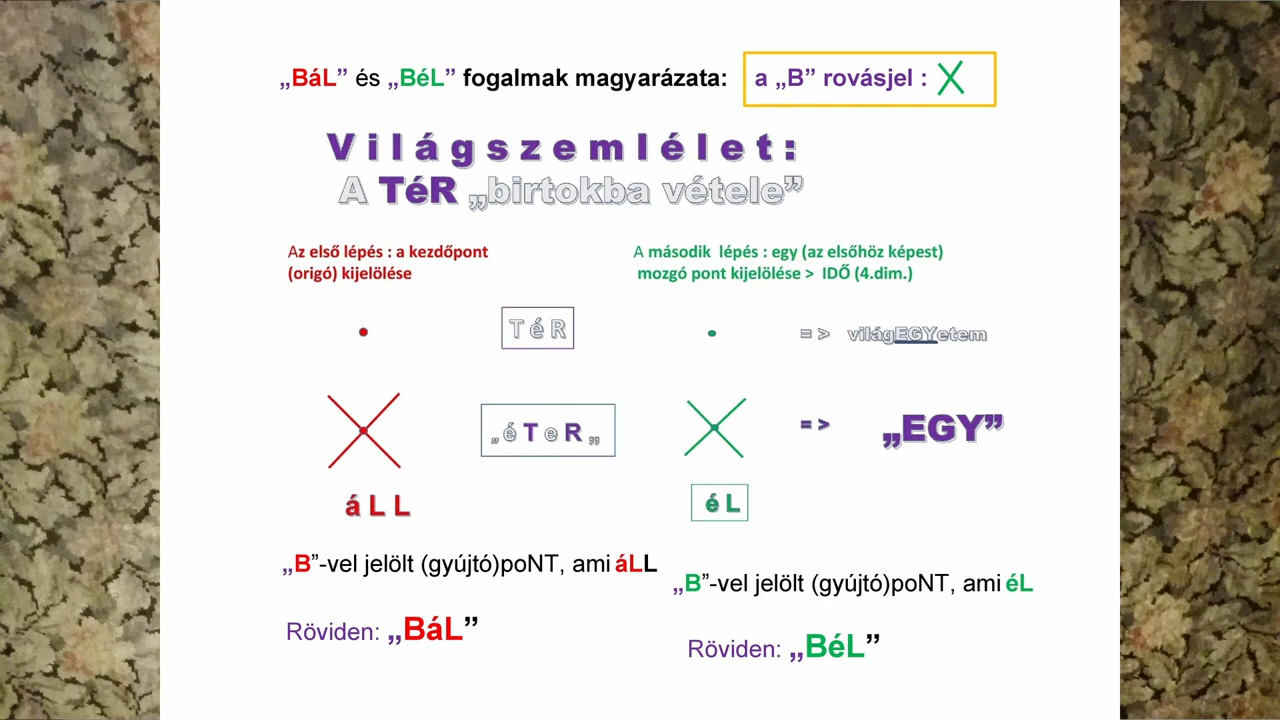 „BáL” és „BéL” fogalmak magyarázata:
a „B” rovásjel : X
Világszemlélet:
A TéR „birtokba vétele”
Az első lépés : a kezdőpont
(origó) kijelölése
A második lépés : egy (az elsőhöz képest)
mozgó pont kijelölése > IDŐ (4.dim.)
TéR
= > világEGYetem
„éTeR„
= > „EGY”
áLL
éL
„B”-vel jelölt (gyújtó)poNT, ami áLL
„B”-vel jelölt (gyújtó)poNT, ami éL
Röviden: „BáL”
Röviden: „BéL”